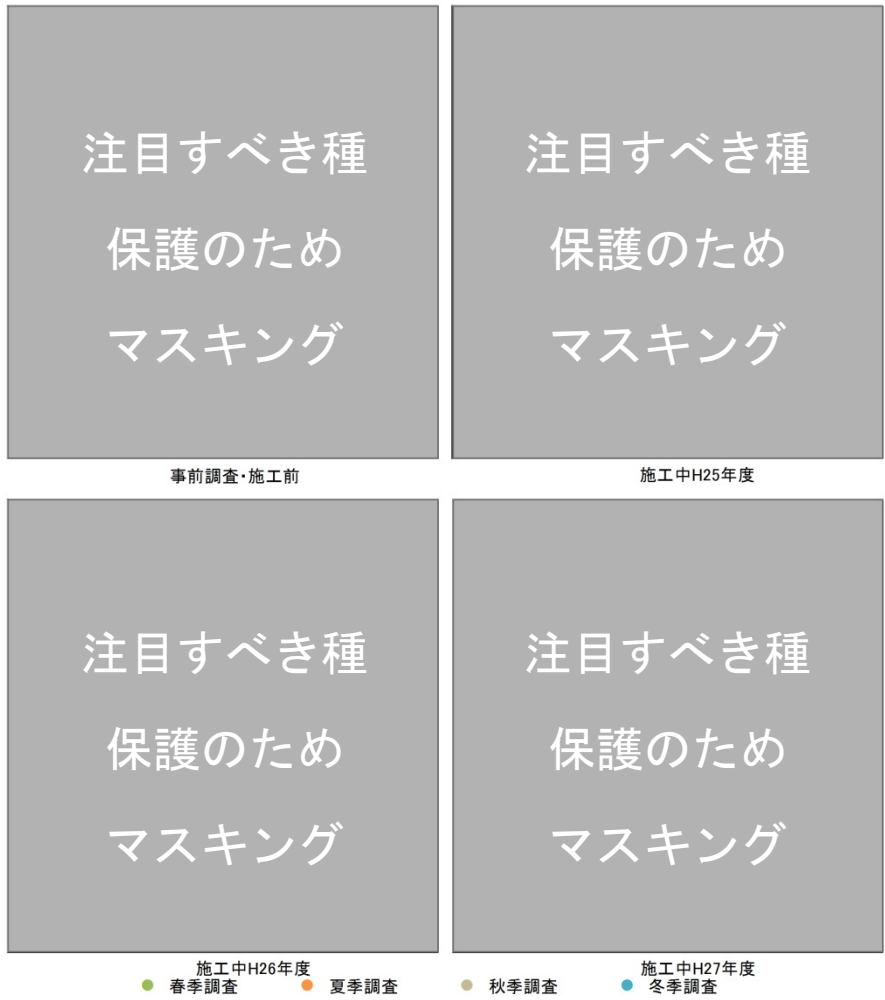 注目すべき種
保護のため
マスキング
注目すべき種
保護のため
マスキング
事前調査・施工前
施工中H25年度
注目すべき種
保護のため
マスキング
注目すべき種
保護のため
マスキング
施工中H26年度
施工中H27年度
春季調査 夏季調査 秋季調査 冬季調査